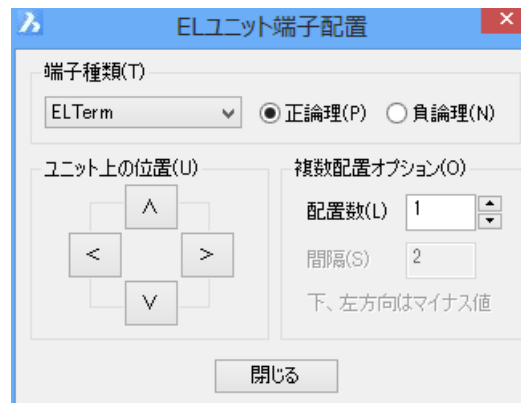 ELユニット端子配置
端子種類(T)
ELTerm
正論理(P)
負論理(N)
ユニット上の位置(U)
∧
<
>
∨
複数配置オプション(O)
配置数(L) 1
間隔(S) 2
下、左方向はマイナス値
閉じる